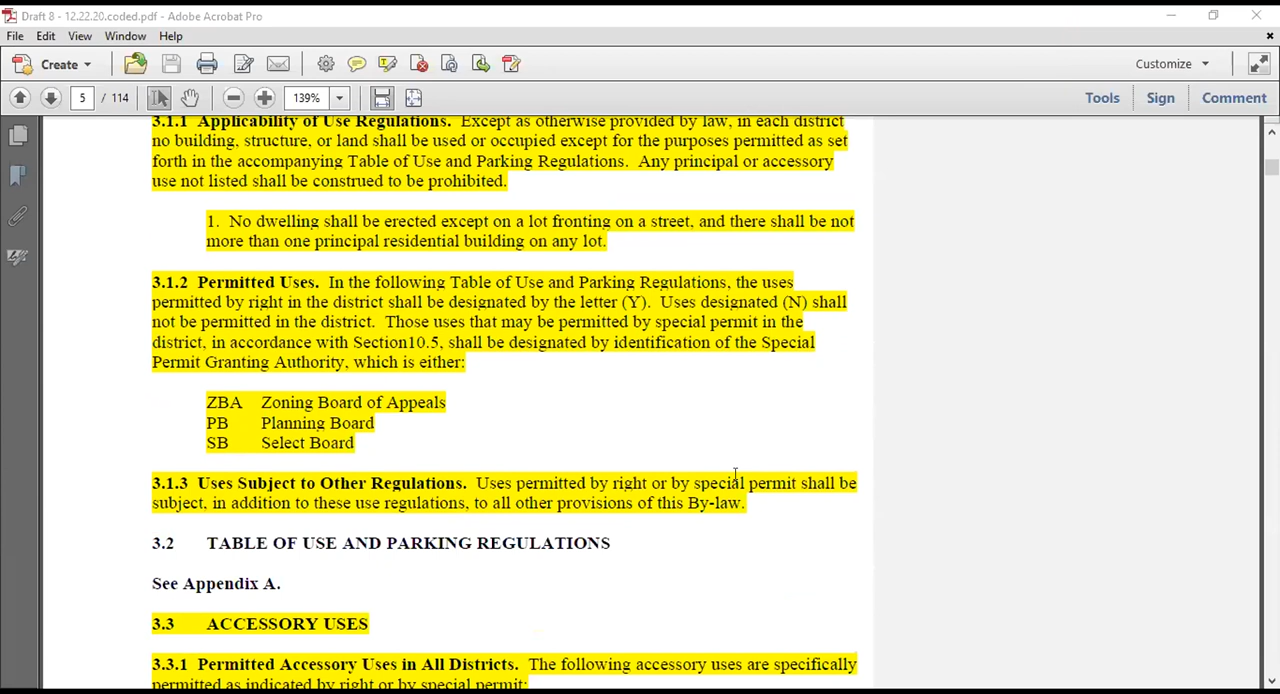 Draft 8 - 12.22.20.coded.pdf - Adobe Acrobat Pro
File Edit View Window Help
Create
Customize
5 / 114
139%
Tools Sign Comment
3.1.1 Applicability of Use Regulations. Except as otherwise provided by law, in each district
no building, structure, or land shall be used or occupied except for the purposes permitted as set
forth in the accompanying Table of Use and Parking Regulations. Any principal or accessory
use not listed shall be construed to be prohibited.
1. No dwelling shall be erected except on a lot fronting on a street, and there shall be not
more than one principal residential building on any lot.
3.1.2 Permitted Uses. In the following Table of Use and Parking Regulations, the uses
permitted by right in the district shall be designated by the letter (Y). Uses designated (N) shall
not be permitted in the district. Those uses that may be permitted by special permit in the
district, in accordance with Section10.5, shall be designated by identification of the Special
Permit Granting Authority, which is either:
ZBA Zoning Board of Appeals
PB Planning Board
SB Select Board
3.1.3 Uses Subject to Other Regulations. Uses permitted by right or by special permit shall be
subject, in addition to these use regulations, to all other provisions of this By-law.
3.2 TABLE OF USE AND PARKING REGULATIONS
See Appendix A.
3.3 ACCESSORY USES
3.3.1 Permitted Accessory Uses in All Districts. The following accessory uses are specifically
permitted as indicated by right or by special permit: